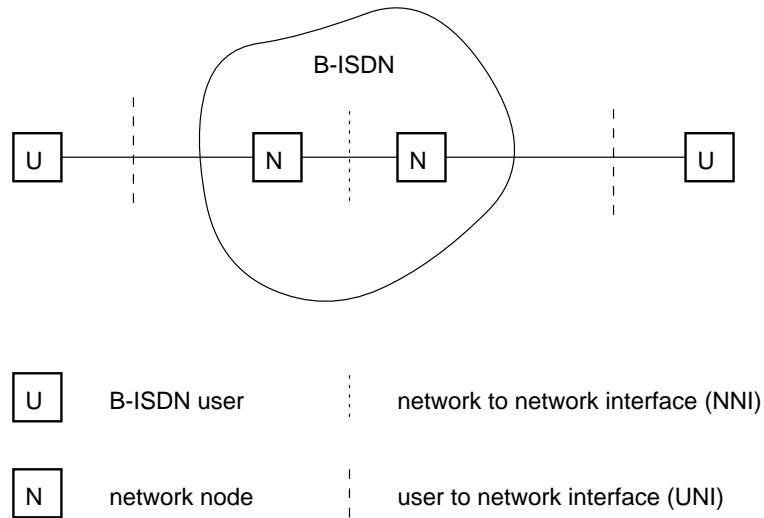 B-ISDN
U N N U
U B-ISDN user network to network interface (NNI)
N network node user to network interface (UNI)